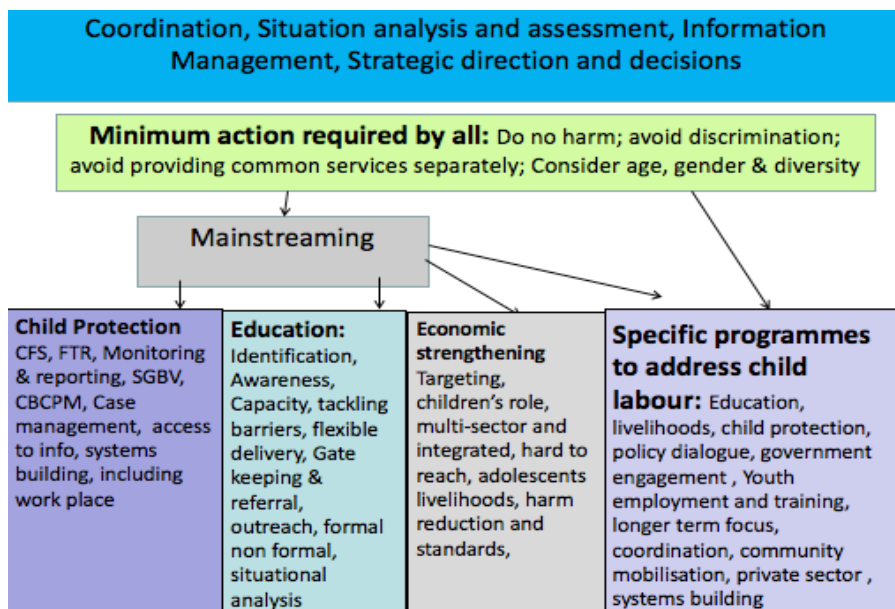 Coordination, Situation analysis and assessment, Information
Management, Strategic direction and decisions
Minimum action required by all: Do no harm; avoid discrimination;
avoid providing common services separately; Consider age, gender & diversity
Mainstreaming
Child Protection
CFS, FTR, Monitoring
& reporting, SGBV,
CBCPM, Case
management, access
to info, systems
building, including
work place
Education:
Identification,
Awareness,
Capacity, tackling
barriers, flexible
delivery, Gate
keeping &
referral,
outreach, formal
non formal,
situational
analysis
Economic
strengthening
Targeting,
children's role,
multi-sector and
integrated, hard to
reach, adolescents
livelihoods, harm
reduction and
standards,
Specific programmes
to address child
labour: Education,
livelihoods, child protection,
policy dialogue, government
engagement , Youth
employment and training,
longer term focus,
coordination, community
mobilisation, private sector ,
systems building